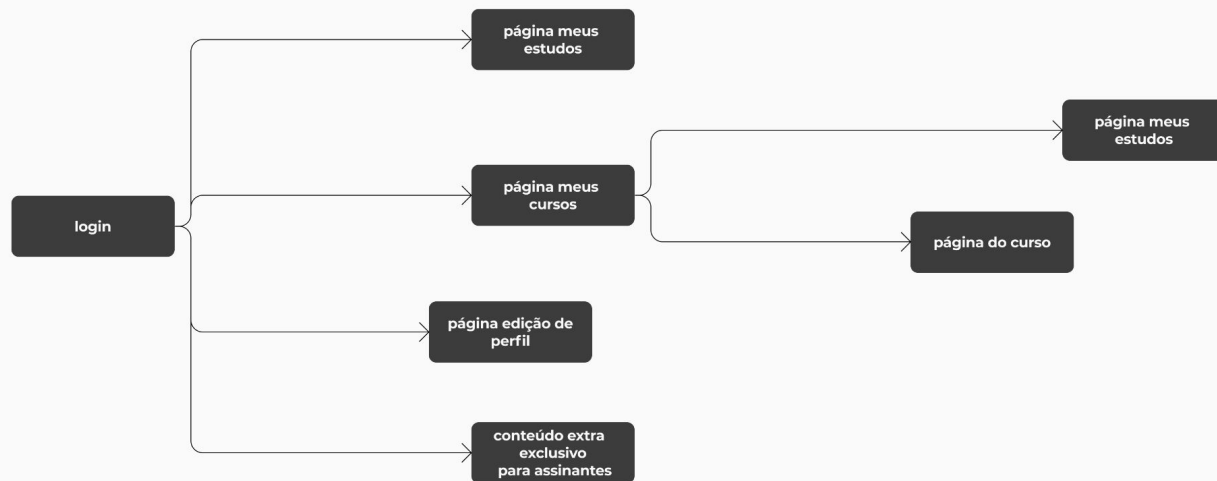 página meus
estudos
página meus
estudos
página meus
cursos
login
página do curso
página edição de
perfil
conteúdo extra
exclusivo
para assinantes